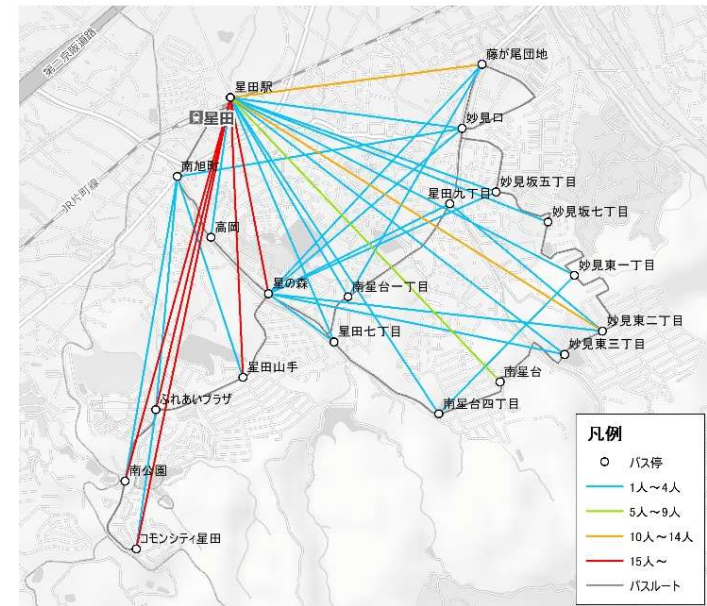 第二京阪道路
藤が尾団地
星田駅
星田
妙見口
南旭町
JR片町線
妙見坂五丁目
星田九丁目
妙見坂七丁目
高岡
妙見東一丁目
星の森
南星台一丁目
妙見東二丁目
星田七丁目
妙見東三丁目
星田山手
南星台
ふれあいプラザ
南星台四丁目
南公園
コモンシティ星田
凡例
バス停
1人~4人
5人~9人
10人~14人
15人~
バスルート